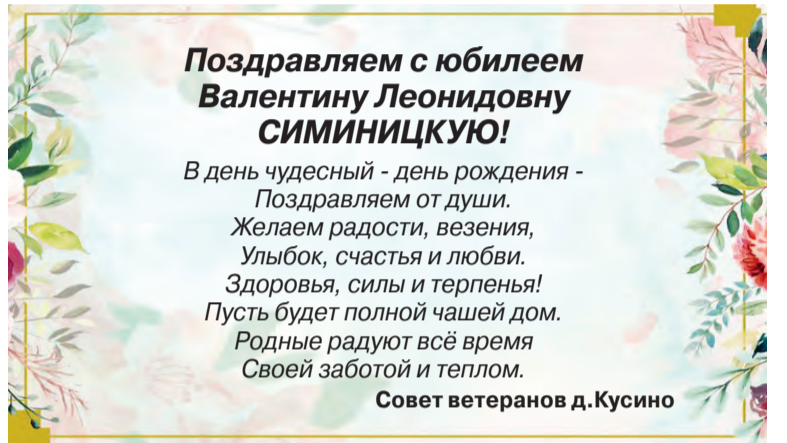 Поздравляем с юбилеем
Валентину Леонидовну
СИМИНИЦКУЮ!
В день чудесный - день рождения -
Поздравляем от души.
Желаем радости, везения,
Улыбок, счастья и любви.
Здоровья, силы и терпенья!
Пусть будет полной чашей дом.
Родные радуют всё время
Своей заботой и теплом.
Совет ветеранов д.Кусино